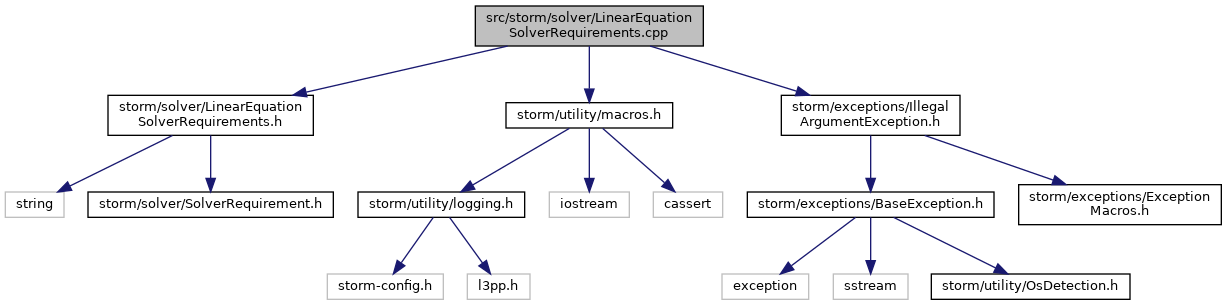 src/storm/solver/LinearEquation
SolverRequirements.cpp
storm/solver/LinearEquation
SolverRequirements.h
storm/utility/macros.h
storm/exceptions/Illegal
ArgumentException.h
string
storm/solver/SolverRequirement.h
storm/utility/logging.h
iostream
cassert
storm/exceptions/BaseException.h
storm/exceptions/Exception
Macros.h
storm-config.h
l3pp.h
exception
sstream
storm/utility/OsDetection.h